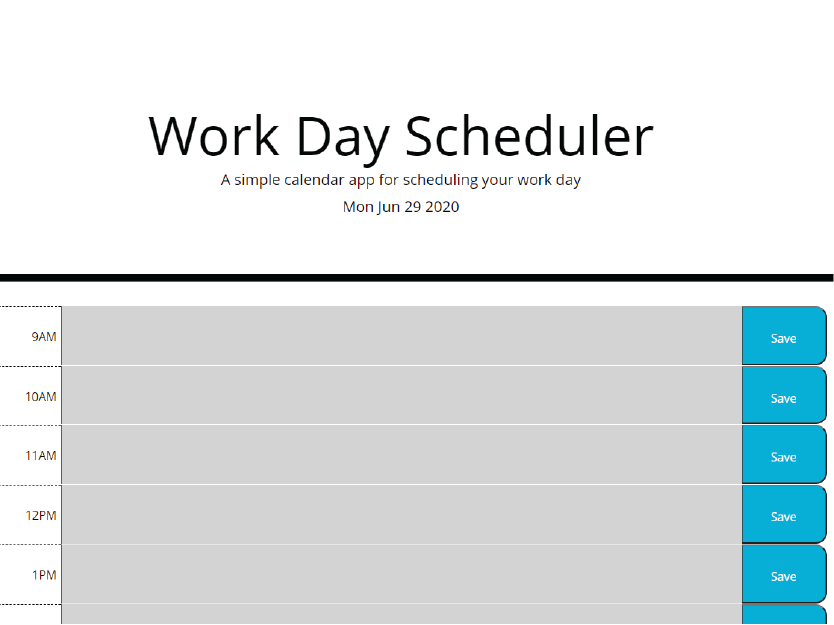 Work Day Scheduler
A simple calendar app for scheduling your work day
Mon Jun 29 2020
9AM Save
10AM Save
11AM Save
12PM Save
1PM Save